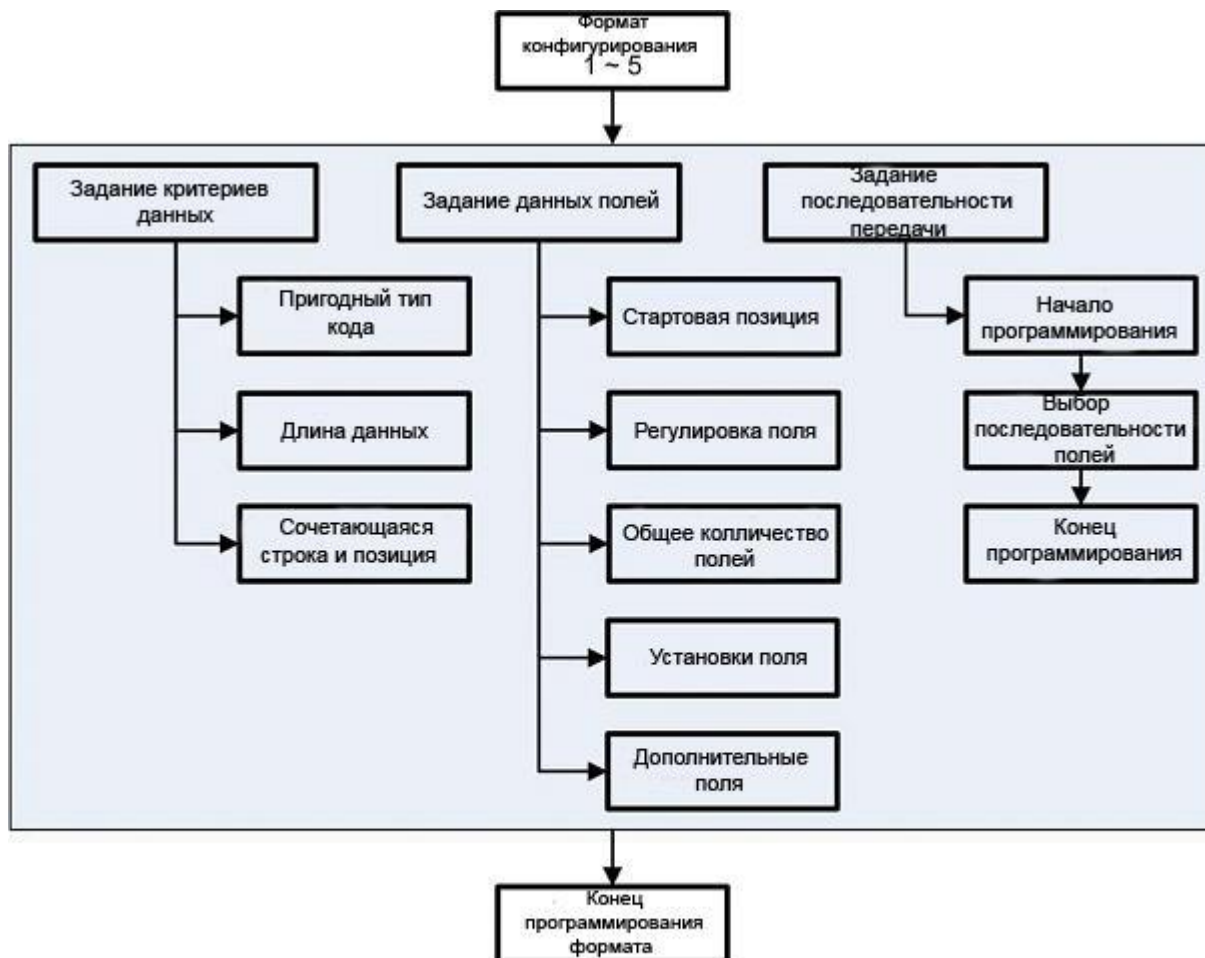 Формат
конфигурирования
1 ~ 5
Задание критериев
данных
Пригодный тип
кода
Длина данных
Сочетающаяся
строка и позиция
Задание данных полей
Стартовая позиция
Регулировка поля
Общее колличество
полей
Установки поля
Дополнительные
поля
Задание
последовательности
передачи
Начало
программирования
Выбор
последовательности
полей
Конец
программирования
Конец
программирования
формата